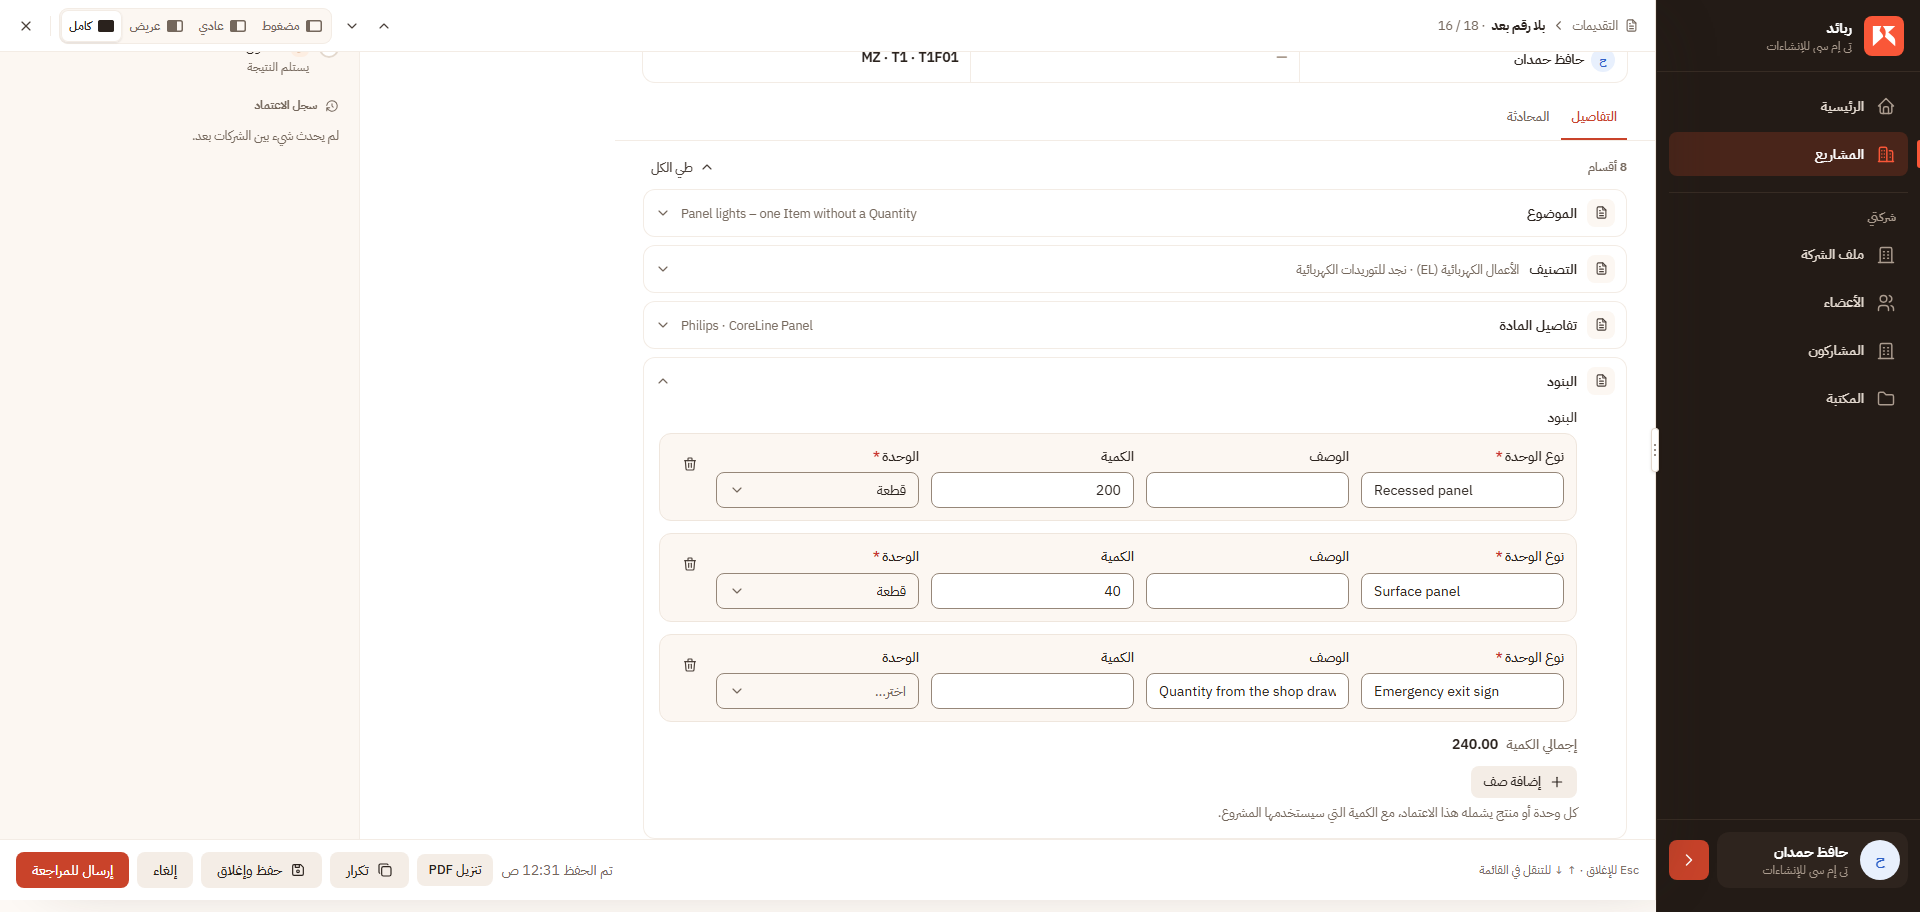 ربائد
تي إم سي للإنشاءات
الرئيسية
المشاريع
شركتي
ملف الشركة
الأعضاء
المشاركون
المكتبة
حافظ حمدان
تي إم سي للإنشاءات
ح
التقديمات
بلا رقم بعد · 18 / 16
مضغوط
عادي
عريض
كامل
ح
حافظ حمدان
—
MZ · T1 · T1F01
يستلم النتيجة
سجل الاعتماد
لم يحدث شيء بين الشركات بعد.
التفاصيل
المحادثة
8 أقسام
طي الكل
الموضوع
Panel lights – one Item without a Quantity
التصنيف
الأعمال الكهربائية (EL) · نجد للتوريدات الكهربائية
تفاصيل المادة
Philips · CoreLine Panel
البنود
البنود
نوع الوحدة *
الوصف
الكمية
الوحدة *
Recessed panel
200
قطعة
نوع الوحدة *
الوصف
الكمية
الوحدة *
Surface panel
40
قطعة
نوع الوحدة *
الوصف
الكمية
الوحدة
Emergency exit sign
Quantity from the shop draw
اختر...
إجمالي الكمية 240.00
إضافة صف
كل وحدة أو منتج يشمله هذا الاعتماد، مع الكمية التي سيستخدمها المشروع.
Esc للإغلاق · ↑ ↓ للتنقل في القائمة
تم الحفظ 12:31 ص
تنزيل PDF
تكرار
حفظ وإغلاق
إلغاء
إرسال للمراجعة